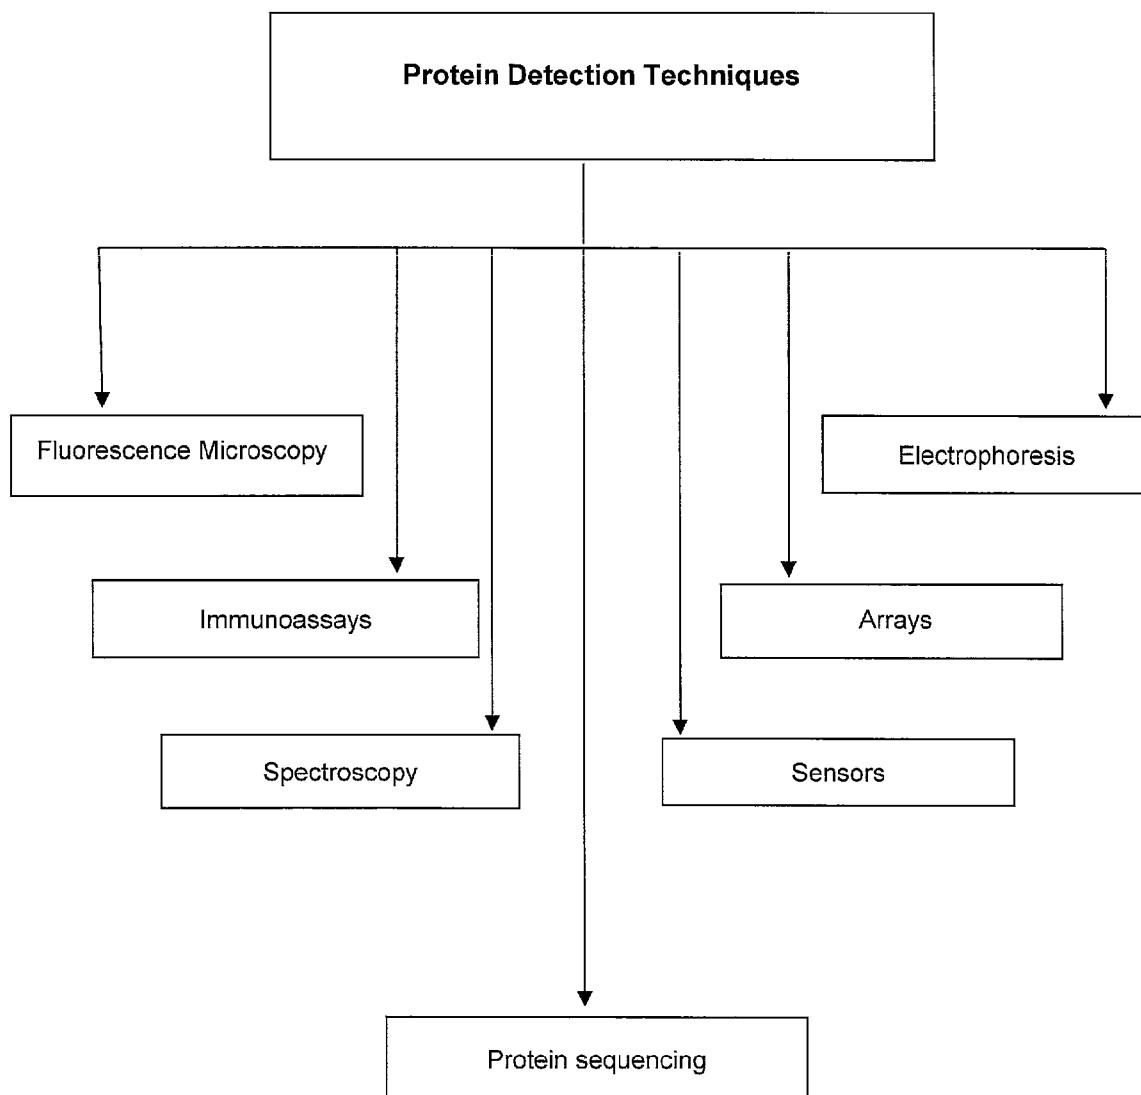 Protein Detection Techniques
Fluorescence Microscopy
Electrophoresis
Immunoassays
Arrays
Spectroscopy
Sensors
Protein sequencing